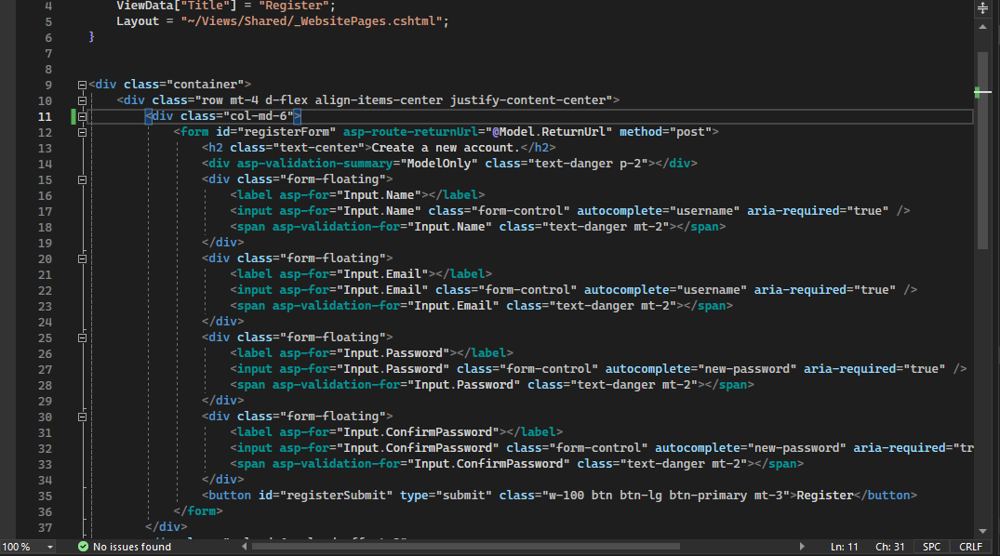 4 ViewData["Title"] = "Register";
5 Layout = "~/Views/Shared/_WebsitePages.cshtml";
6 }
7
8
9 <div class="container">
10 <div class="row mt-4 d-flex align-items-center justify-content-center">
11 <div class="col-md-6">
12 <form id="registerForm" asp-route-returnUrl="@Model.ReturnUrl" method="post">
13 <h2 class="text-center">Create a new account.</h2>
14 <div asp-validation-summary="ModelOnly" class="text-danger p-2"></div>
15 <div class="form-floating">
16 <label asp-for="Input.Name"></label>
17 <input asp-for="Input.Name" class="form-control" autocomplete="username" aria-required="true" />
18 <span asp-validation-for="Input.Name" class="text-danger mt-2"></span>
19 </div>
20 <div class="form-floating">
21 <label asp-for="Input.Email"></label>
22 <input asp-for="Input.Email" class="form-control" autocomplete="username" aria-required="true" />
23 <span asp-validation-for="Input.Email" class="text-danger mt-2"></span>
24 </div>
25 <div class="form-floating">
26 <label asp-for="Input.Password"></label>
27 <input asp-for="Input.Password" class="form-control" autocomplete="new-password" aria-required="true" />
28 <span asp-validation-for="Input.Password" class="text-danger mt-2"></span>
29 </div>
30 <div class="form-floating">
31 <label asp-for="Input.ConfirmPassword"></label>
32 <input asp-for="Input.ConfirmPassword" class="form-control" autocomplete="new-password" aria-required="tr
33 <span asp-validation-for="Input.ConfirmPassword" class="text-danger mt-2"></span>
34 </div>
35 <button id="registerSubmit" type="submit" class="w-100 btn btn-lg btn-primary mt-3">Register</button>
36 </form>
37 </div>
100 % No issues found Ln: 11 Ch: 31 SPC CRLF